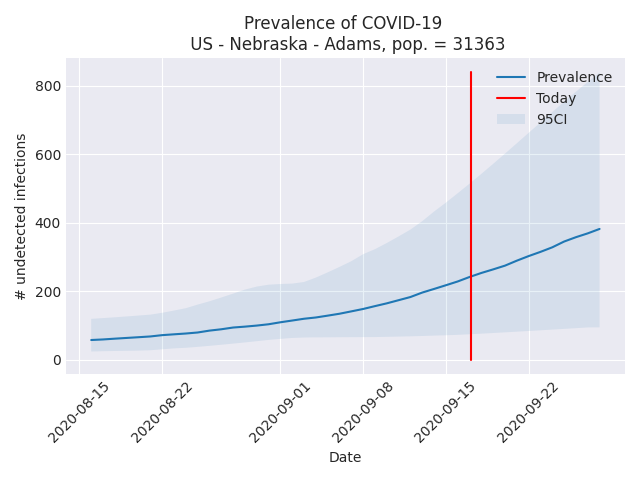 Prevalence of COVID-19
US - Nebraska - Adams, pop. = 31363
Prevalence
Today
95CI
800
600
400
200
0
# undetected infections
2020-08-15
2020-08-22
2020-09-01
2020-09-08
2020-09-15
2020-09-22
Date